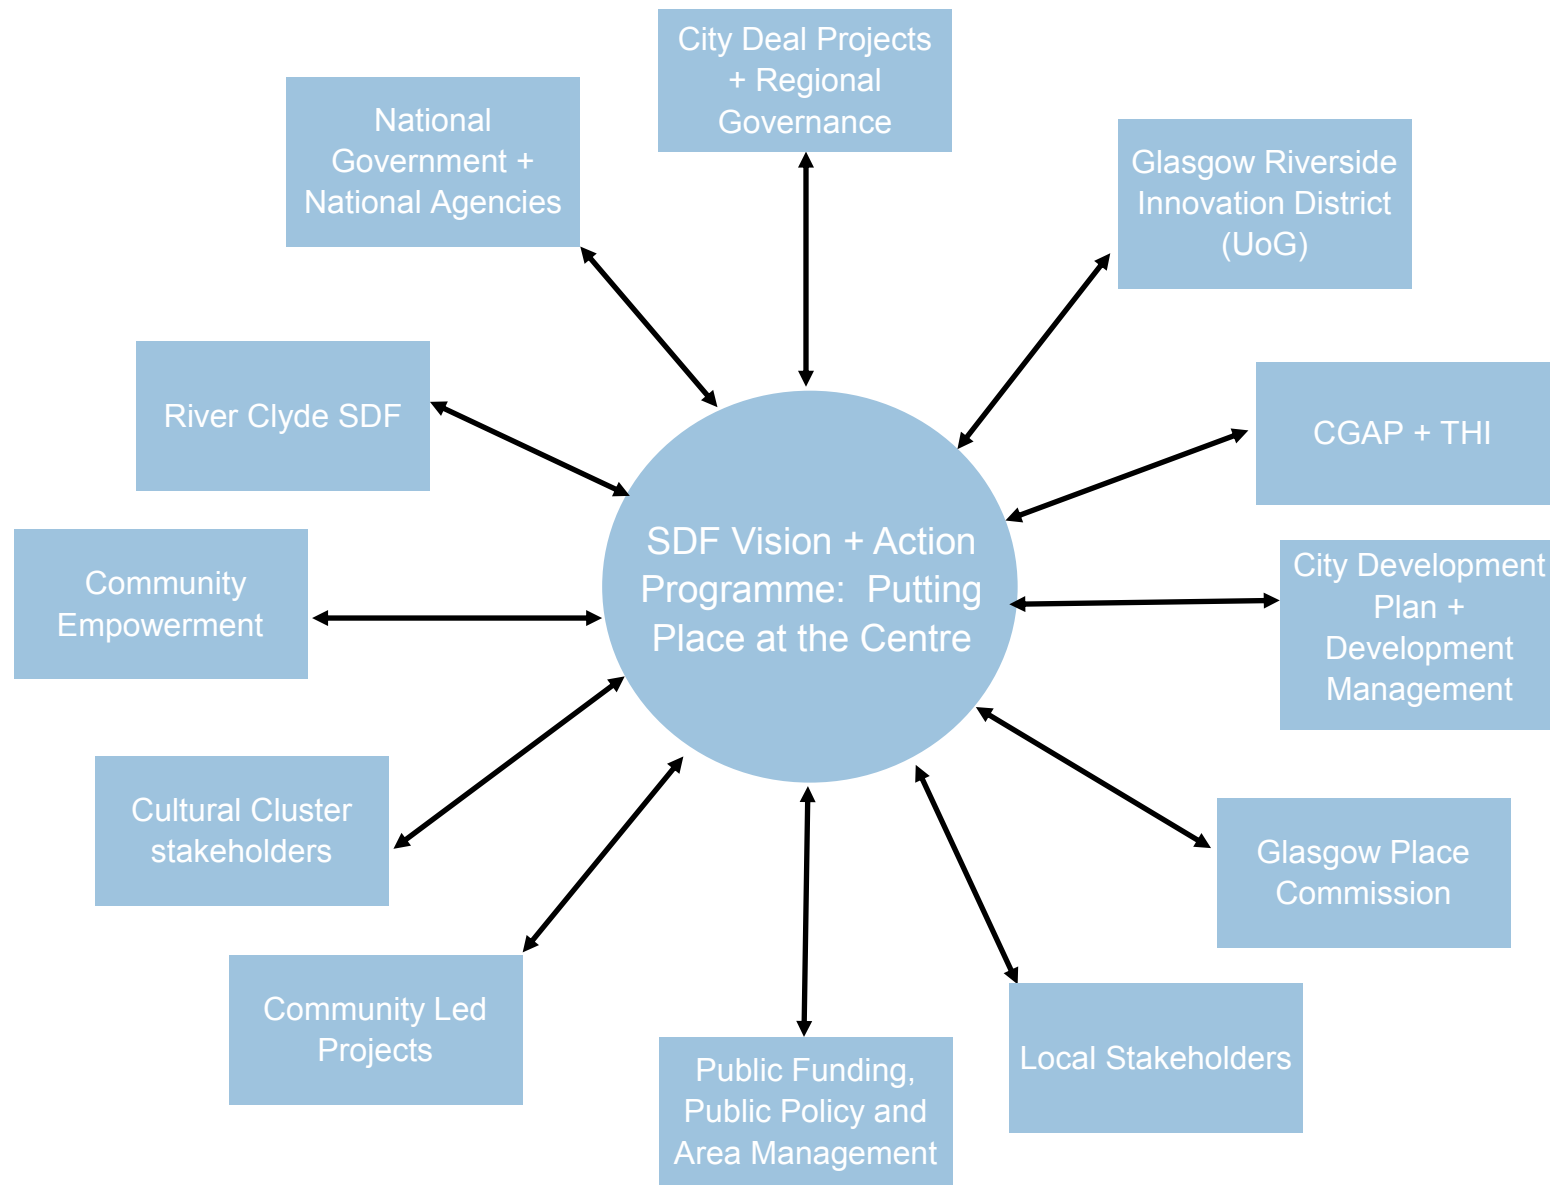 City Deal Projects
+ Regional
Governance
National
Government +
National Agencies
Glasgow Riverside
Innovation District
(UoG)
River Clyde SDF
CGAP + THI
SDF Vision + Action
Programme: Putting
Place at the Centre
Community
Empowerment
City Development
Plan +
Development
Management
Cultural Cluster
stakeholders
Glasgow Place
Commission
Community Led
Projects
Local Stakeholders
Public Funding,
Public Policy and
Area Management